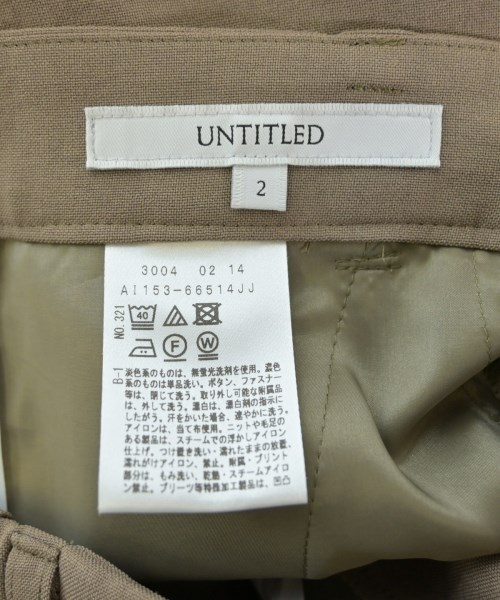 UNTITLED
2
3004 02 14
AI153-66514JJ
NO.321
B-1
40
F
W
淡色系のものは、無蛍光洗剤を使用。濃色
系のものは単品洗い。ボタン、ファスナー
等は、閉じて洗う。取り外し可能な附属品
は、外して洗う。漂白は、漂白剤の指示に
したがう。汗をかいた場合、速やかに洗う。
アイロンは、当て布使用。ニットや毛足の
ある製品は、スチームでの浮かしアイロン
仕上げ。つけ置き洗い・濡れたままの放置、
濡れがけアイロン、禁止。附属・プリント
部分は、もみ洗い、乾熱・スチームアイロ
ン禁止。プリーツ等特殊加工製品は、凹凸